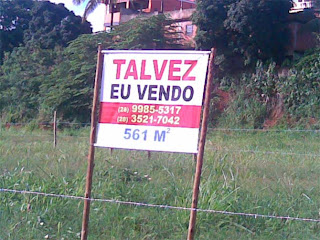 TALVEZ
EU VENDO
(28) 9985-5317
(28) 3521-7042
561 M²